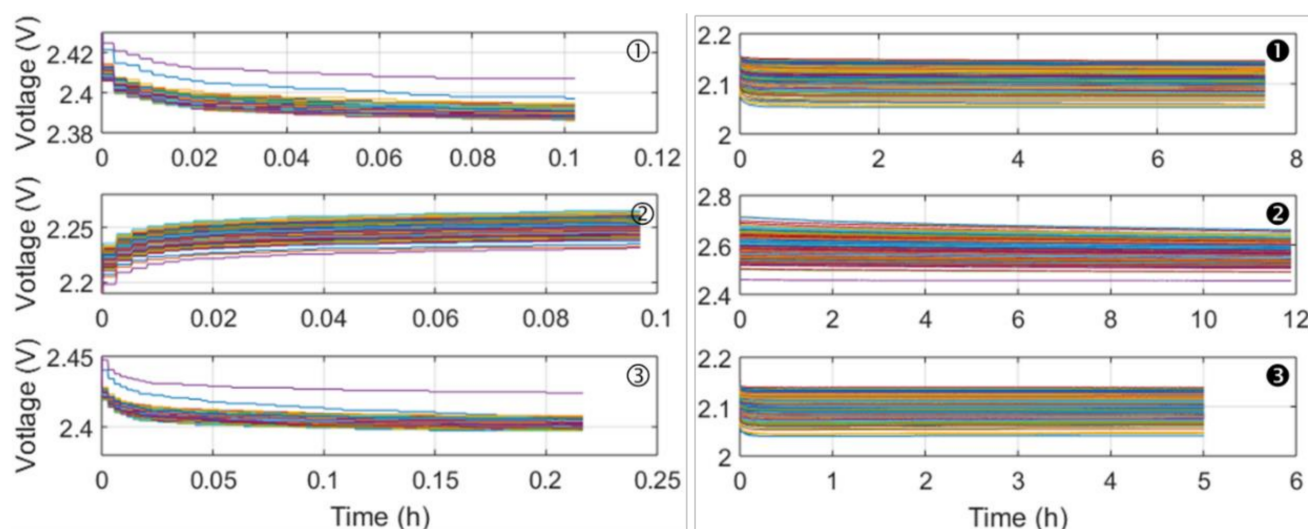 Votlage (V)
2.42
2.4
2.38
①
0 0.02 0.04 0.06 0.08 0.1 0.12
Votlage (V)
2.25
2.2
②
0 0.02 0.04 0.06 0.08 0.1
Votlage (V)
2.45
2.4
③
0 0.05 0.1 0.15 0.2 0.25
Time (h)
Votlage (V)
2.2
2.1
2
❶
0 2 4 6 8
Votlage (V)
2.8
2.6
2.4
❷
0 2 4 6 8 10 12
Votlage (V)
2.2
2.1
2
❸
0 1 2 3 4 5 6
Time (h)